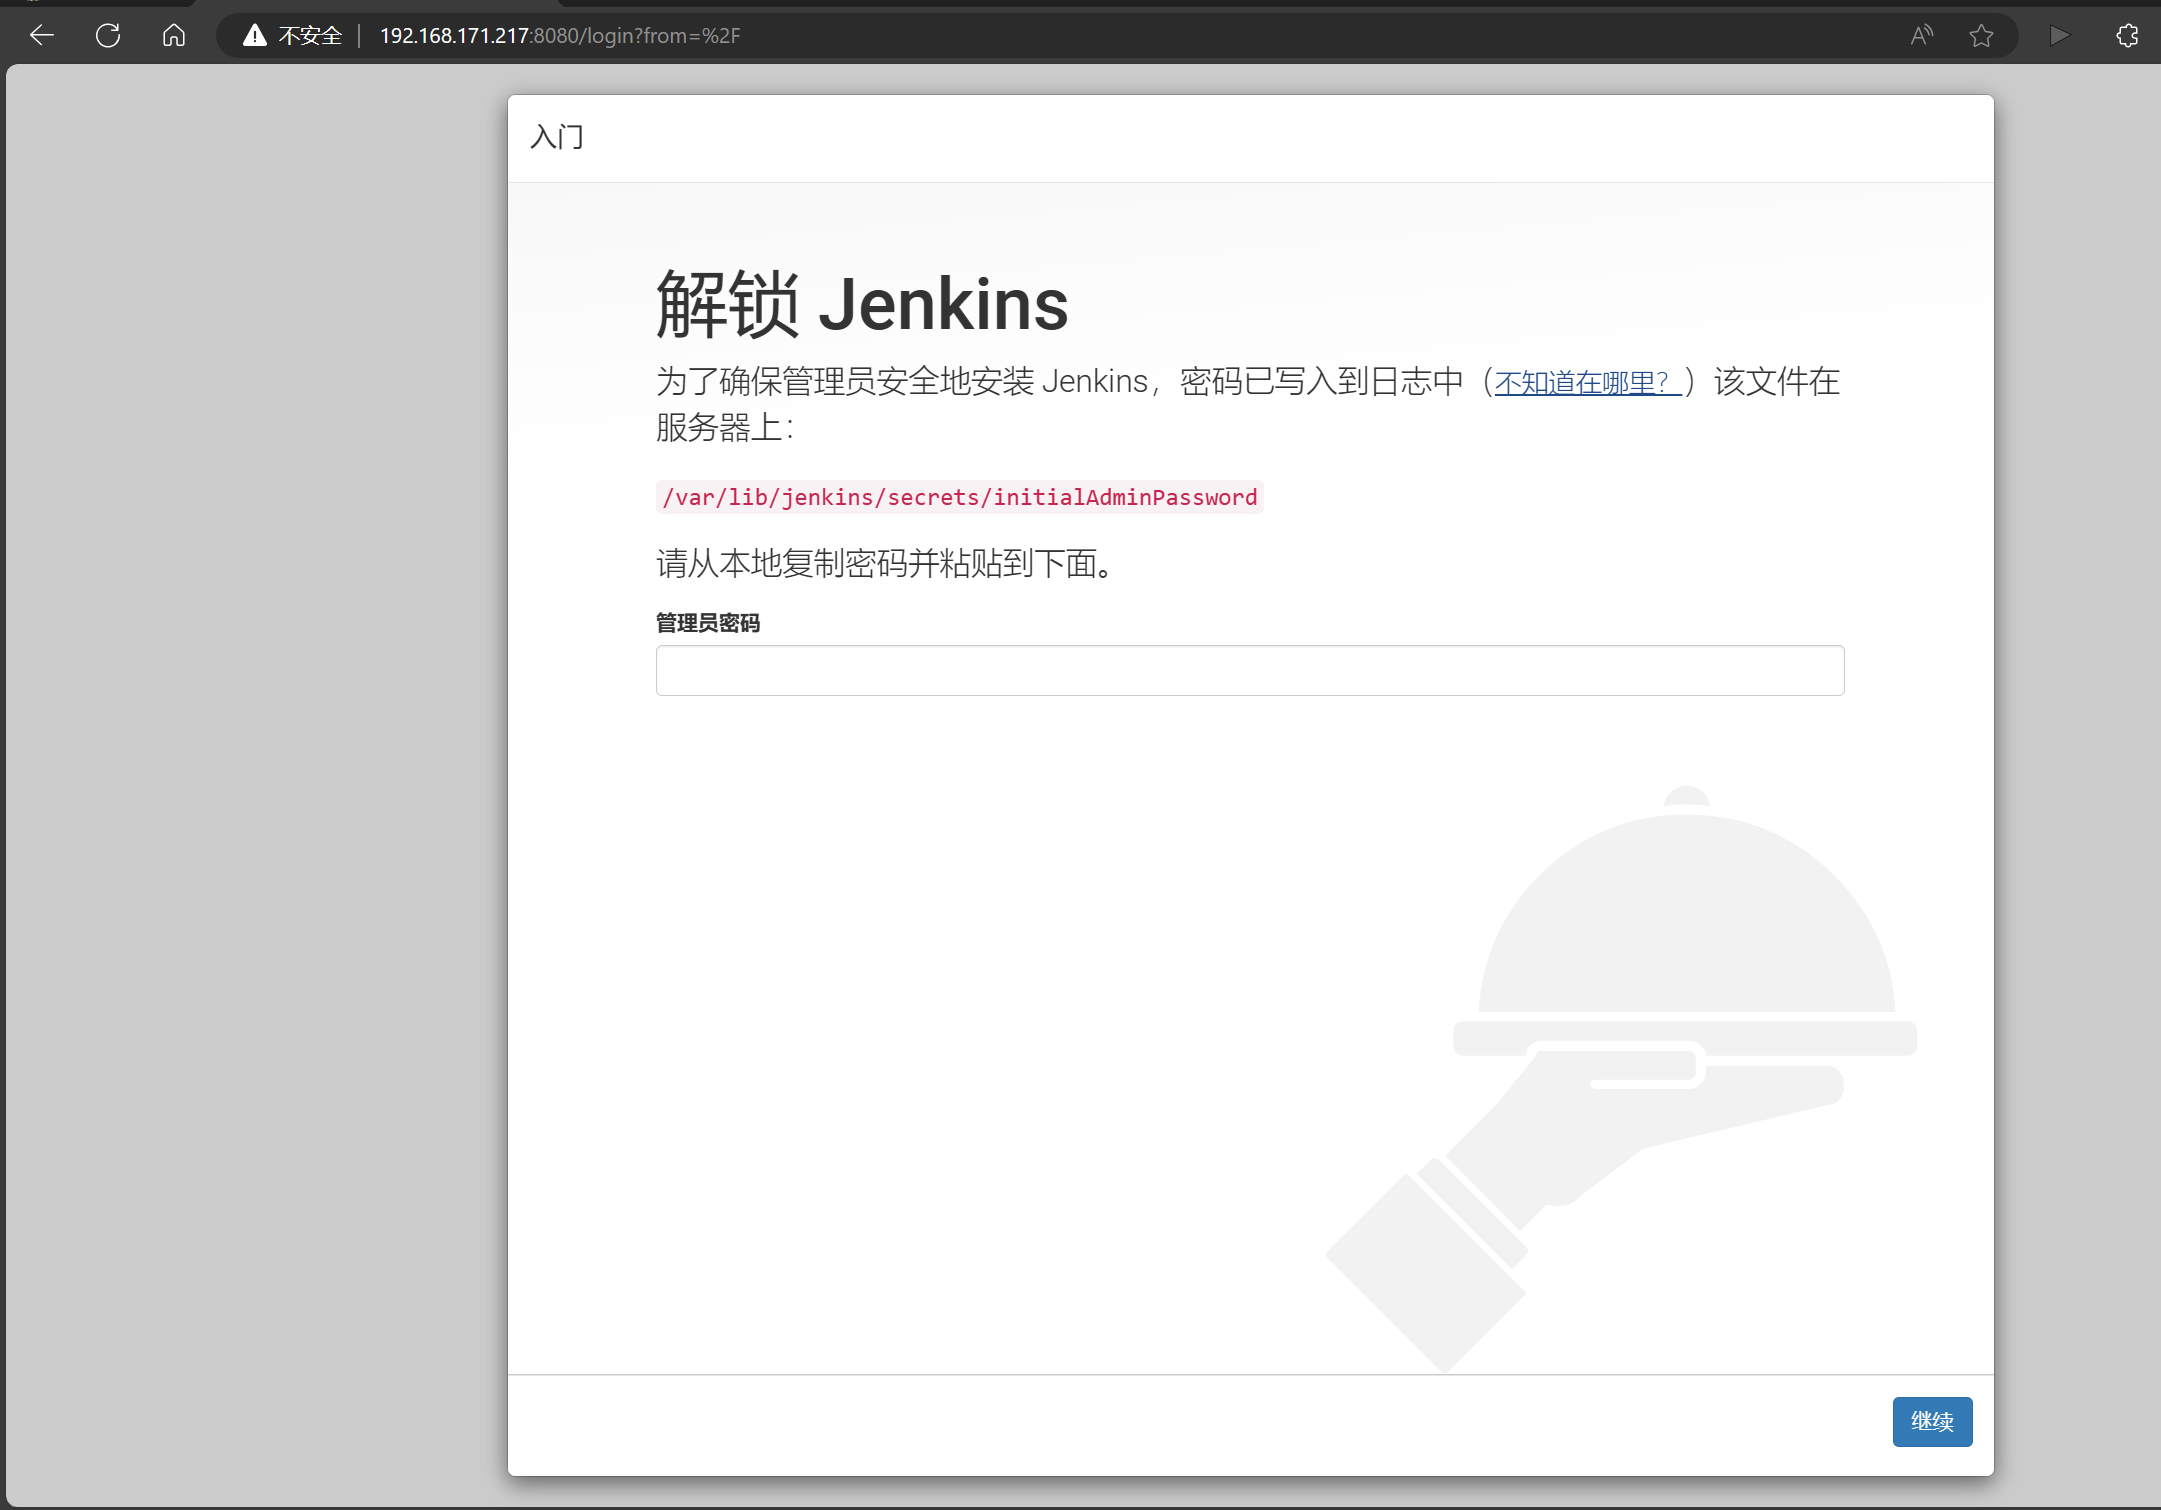 不安全 192.168.171.217:8080/login?from=%2F
入门
解锁 Jenkins
为了确保管理员安全地安装 Jenkins，密码已写入到日志中（不知道在哪里？）该文件在
服务器上：
/var/lib/jenkins/secrets/initialAdminPassword
请从本地复制密码并粘贴到下面。
管理员密码
继续